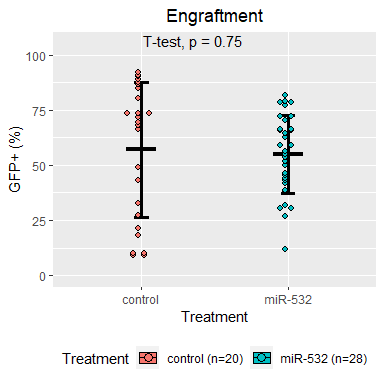 Engraftment
T-test, p = 0.75
100
75
50
25
0
GFP+ (%)
control miR-532
Treatment
Treatment control (n=20) miR-532 (n=28)